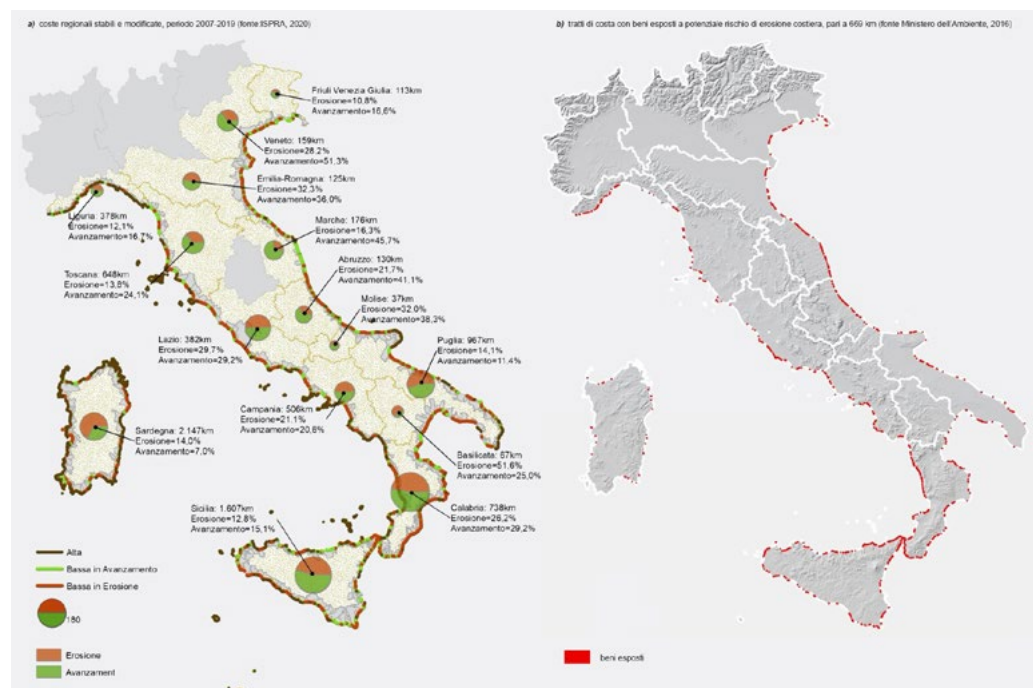 a) coste regionali stabili e modificate, periodo 2007-2019 (fonte ISPRA, 2020)
Friuli Venezia Giulia: 113km
Erosione=10,8%
Avanzamento=16,6%
Veneto: 159km
Erosione=28.2%
Avanzamento=51,3%
Emilia-Romagna: 125km
Erosione=32,3%
Avanzamento=36,0%
Liguria: 378km
Erosione=12,1%
Avanzamento=16,7%
Marche: 176km
Erosione=16,3%
Avanzamento=45,7%
Toscana: 648km
Erosione=13,8%
Avanzamento=24,1%
Abruzzo: 130km
Erosione=21,7%
Avanzamento=41,1%
Molise: 37km
Erosione=32,0%
Avanzamento=38,3%
Lazio: 382km
Erosione=29,7%
Avanzamento=29,2%
Puglia: 967km
Erosione=14,1%
Avanzamento=11,4%
Campania: 506km
Erosione=21,1%
Avanzamento=20,6%
Sardegna: 2.147km
Erosione=14,0%
Avanzamento=7,0%
Basilicata: 67km
Erosione=51,6%
Avanzamento=25,0%
Calabria: 738km
Erosione=26,2%
Avanzamento=29,2%
Sicilia: 1.607km
Erosione=12,8%
Avanzamento=15,1%
Alta
Bassa in Avanzamento
Bassa in Erosione
180
Erosione
Avanzament
b) tratti di costa con beni esposti a potenziale rischio di erosione costiera, pari a 669 km (fonte Ministero dell'Ambiente, 2016)
beni esposti